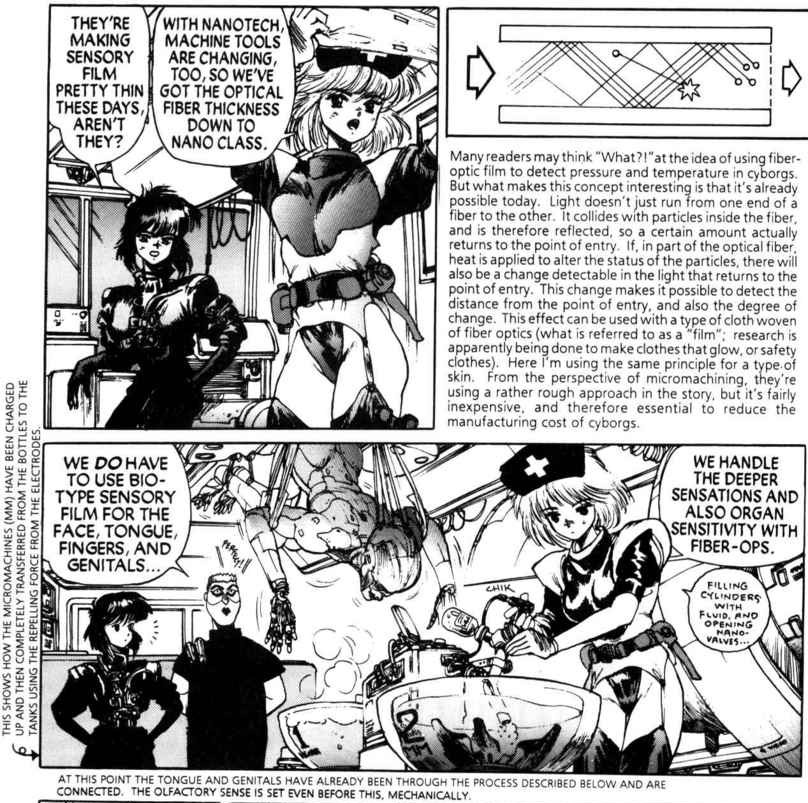 THEY'RE
MAKING
SENSORY
FILM
PRETTY THIN
THESE DAYS,
AREN'T
THEY?
WITH NANOTECH,
MACHINE TOOLS
ARE CHANGING,
TOO, SO WE'VE
GOT THE OPTICAL
FIBER THICKNESS
DOWN TO
NANO CLASS.
Many readers may think "What?!" at the idea of using fiber-
optic film to detect pressure and temperature in cyborgs.
But what makes this concept interesting is that it's already
possible today. Light doesn't just run from one end of a
fiber to the other. It collides with particles inside the fiber,
and is therefore reflected, so a certain amount actually
returns to the point of entry. If, in part of the optical fiber,
heat is applied to alter the status of the particles, there will
also be a change detectable in the light that returns to the
point of entry. This change makes it possible to detect the
distance from the point of entry, and also the degree of
change. This effect can be used with a type of cloth woven
of fiber optics (what is referred to as a "film"; research is
apparently being done to make clothes that glow, or safety
clothes). Here I'm using the same principle for a type of
skin. From the perspective of micromachining, they're
using a rather rough approach in the story, but it's fairly
inexpensive, and therefore essential to reduce the
manufacturing cost of cyborgs.
THIS SHOWS HOW THE MICROMACHINES (MM) HAVE BEEN CHARGED
UP AND THEN COMPLETELY TRANSFERRED FROM THE BOTTLES TO THE
TANKS USING THE REPELLING FORCE FROM THE ELECTRODES.
WE DO HAVE
TO USE BIO-
TYPE SENSORY
FILM FOR THE
FACE, TONGUE,
FINGERS, AND
GENITALS...
CHIK
WE HANDLE
THE DEEPER
SENSATIONS AND
ALSO ORGAN
SENSITIVITY WITH
FIBER-OPS.
FILLING
CYLINDERS
WITH
FLUID, AND
OPENING
NANO-
VALVES...
AT THIS POINT THE TONGUE AND GENITALS HAVE ALREADY BEEN THROUGH THE PROCESS DESCRIBED BELOW AND ARE
CONNECTED. THE OLFACTORY SENSE IS SET EVEN BEFORE THIS, MECHANICALLY.